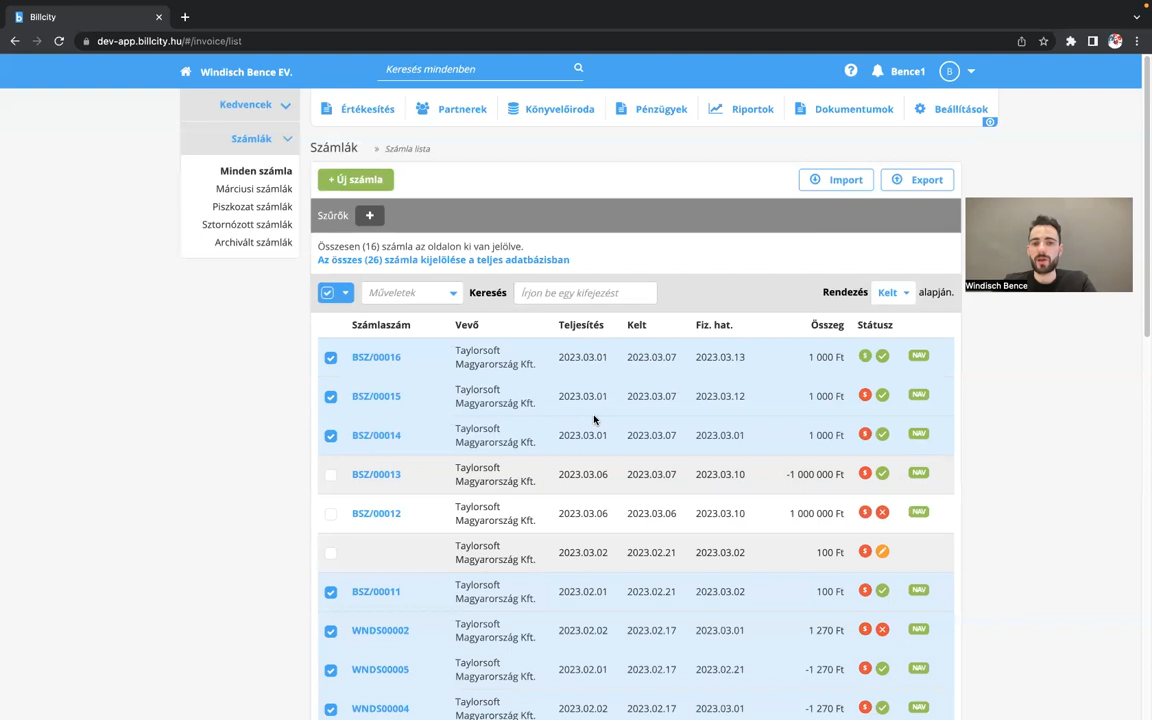 Billcity
dev-app.billcity.hu/#/invoice/list
Windisch Bence EV.
Keresés mindenben
Bence1
B
Kedvencek
Számlák
Minden számla
Márciusi számlák
Piszkozat számlák
Sztornózott számlák
Archivált számlák
Értékesítés
Partnerek
Könyvelőiroda
Pénzügyek
Riportok
Dokumentumok
Beállítások
Számlák » Számla lista
+ Új számla
Import
Export
Szűrők +
Összesen (16) számla az oldalon ki van jelölve.
Az összes (26) számla kijelölése a teljes adatbázisban
Műveletek
Keresés
Írjon be egy kifejezést
Rendezés Kelt alapján.
Számlaszám Vevő Teljesítés Kelt Fiz. hat. Összeg Státusz
BSZ/00016 Taylorsoft Magyarország Kft. 2023.03.01 2023.03.07 2023.03.13 1 000 Ft NAV
BSZ/00015 Taylorsoft Magyarország Kft. 2023.03.01 2023.03.07 2023.03.12 1 000 Ft NAV
BSZ/00014 Taylorsoft Magyarország Kft. 2023.03.01 2023.03.07 2023.03.01 1 000 Ft NAV
BSZ/00013 Taylorsoft Magyarország Kft. 2023.03.06 2023.03.07 2023.03.10 -1 000 000 Ft NAV
BSZ/00012 Taylorsoft Magyarország Kft. 2023.03.06 2023.03.06 2023.03.10 1 000 000 Ft NAV
Taylorsoft Magyarország Kft. 2023.03.02 2023.02.21 2023.03.02 100 Ft
BSZ/00011 Taylorsoft Magyarország Kft. 2023.02.01 2023.02.21 2023.03.02 100 Ft NAV
WNDS00002 Taylorsoft Magyarország Kft. 2023.02.02 2023.02.17 2023.03.01 1 270 Ft NAV
WNDS00005 Taylorsoft Magyarország Kft. 2023.02.01 2023.02.17 2023.02.21 -1 270 Ft NAV
WNDS00004 Taylorsoft Magyarország Kft. 2023.02.02 2023.02.17 2023.03.01 -1 270 Ft NAV
Windisch Bence